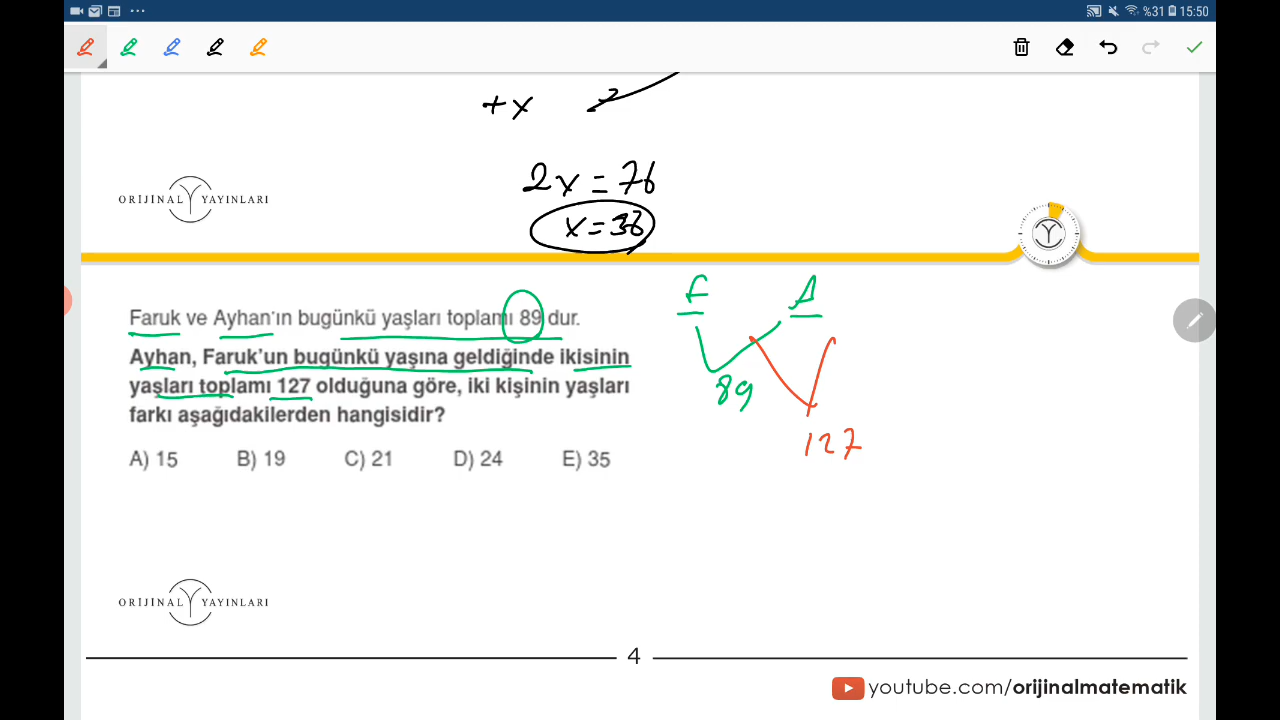 %31 15:50
+x
2x=76
ORİJİNAL YAYINLARI
x=38
F A
Faruk ve Ayhan'ın bugünkü yaşları toplamı 89 dur.
Ayhan, Faruk'un bugünkü yaşına geldiğinde ikisinin
yaşları toplamı 127 olduğuna göre, iki kişinin yaşları
farkı aşağıdakilerden hangisidir?
89
127
A) 15 B) 19 C) 21 D) 24 E) 35
ORİJİNAL YAYINLARI
4
youtube.com/orijinalmatematik